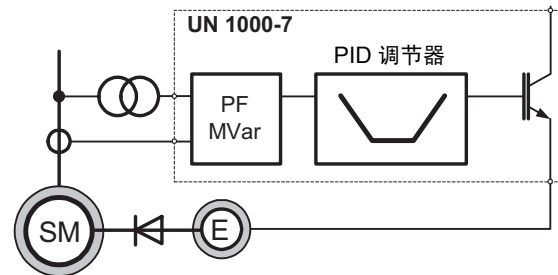 UN 1000-7
PID 调节器
PF
MVar
SM
E